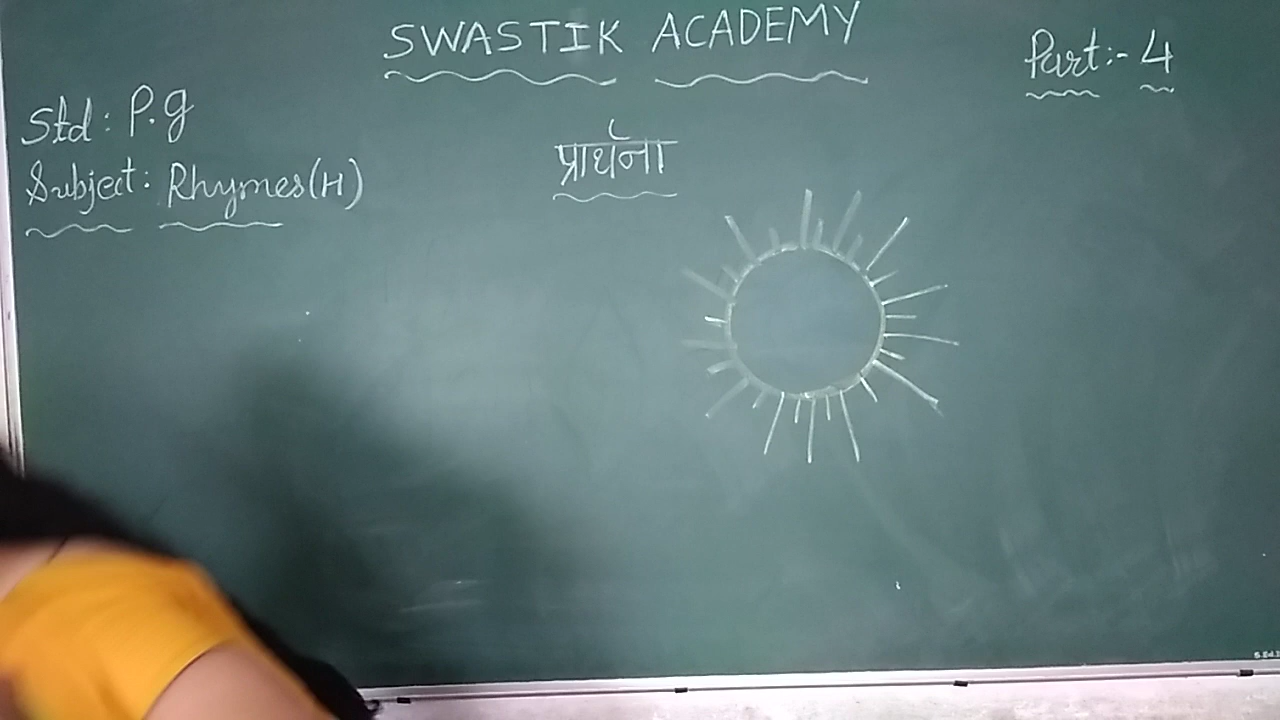 SWASTIK ACADEMY
Part:- 4
Std: P.g
Subject: Rhymes(H)
प्रार्थना